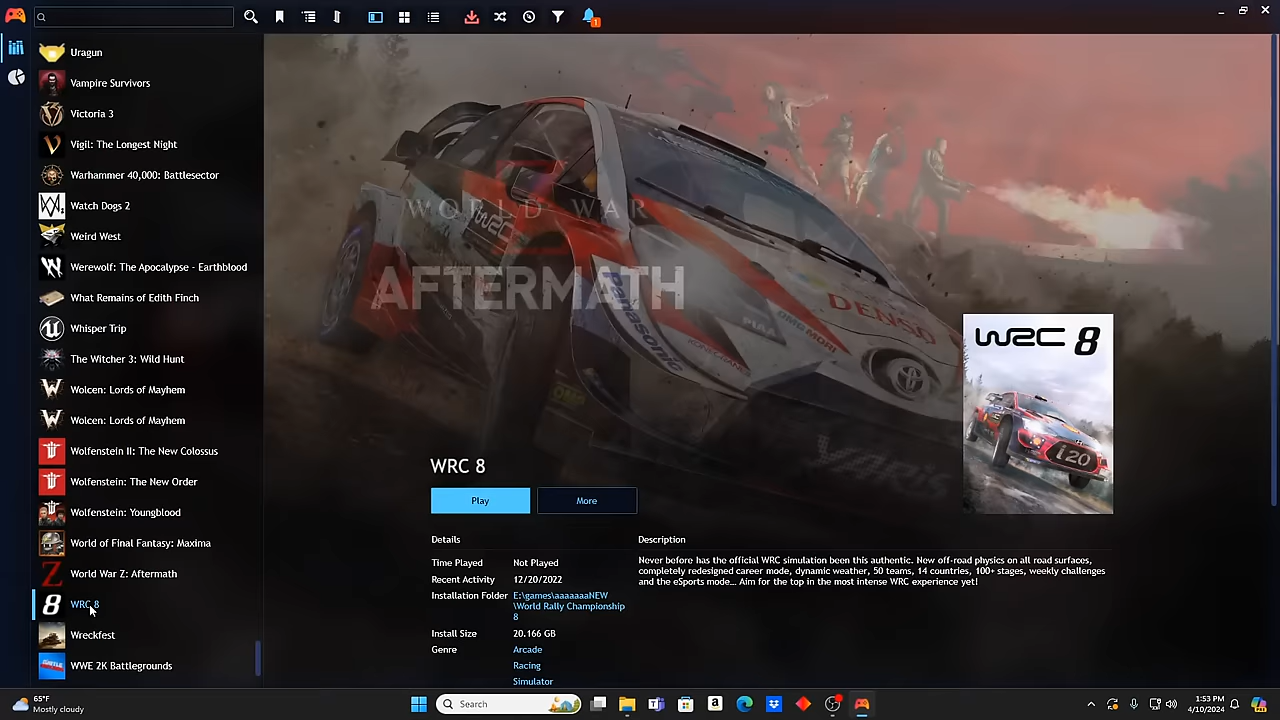 1
Uragun
Vampire Survivors
Victoria 3
Vigil: The Longest Night
Warhammer 40,000: Battlesector
Watch Dogs 2
Weird West
Werewolf: The Apocalypse - Earthblood
What Remains of Edith Finch
Whisper Trip
The Witcher 3: Wild Hunt
Wolcen: Lords of Mayhem
Wolcen: Lords of Mayhem
Wolfenstein II: The New Colossus
Wolfenstein: The New Order
Wolfenstein: Youngblood
World of Final Fantasy: Maxima
World War Z: Aftermath
8 WRC 8
Wreckfest
WWE 2K Battlegrounds
WORLD WAR
AFTERMATH
Panasonic
DENSO
PIAA
DMG MORI
WRC 8
i20
WRC 8
Play
More
Details
Time Played Not Played
Recent Activity 12/20/2022
Installation Folder E:\games\aaaaaaaNEW
\World Rally Championship
8
Install Size 20.166 GB
Genre Arcade
Racing
Simulator
Description
Never before has the official WRC simulation been this authentic. New off-road physics on all road surfaces,
completely redesigned career mode, dynamic weather, 50 teams, 14 countries, 100+ stages, weekly challenges
and the eSports mode... Aim for the top in the most intense WRC experience yet!
65°F
Mostly cloudy
Search
1:53 PM
4/10/2024